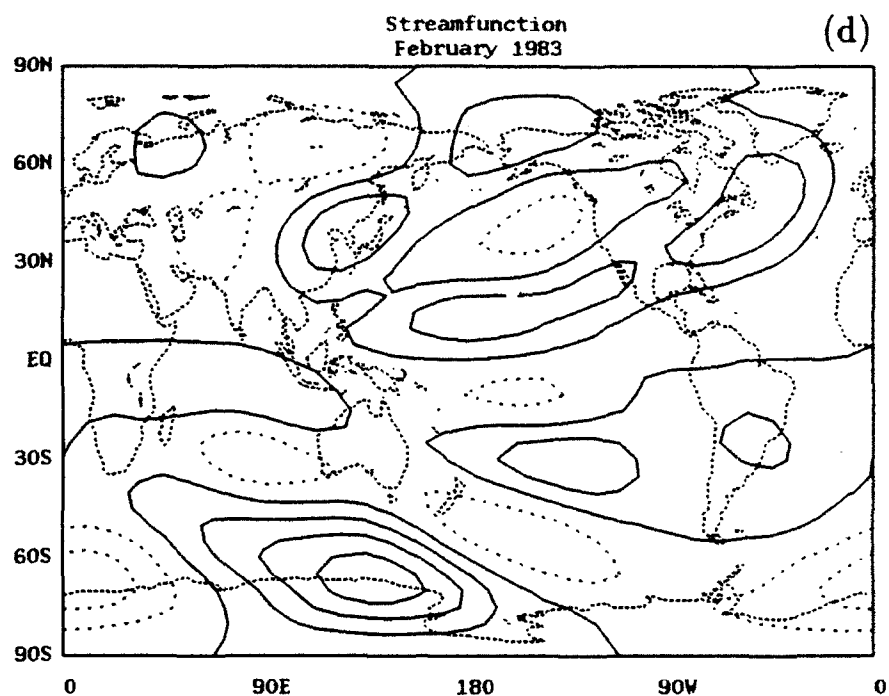 Streamfunction
February 1983
(d)
90N
60N
30N
EQ
30S
60S
90S
0 90E 180 90W 0